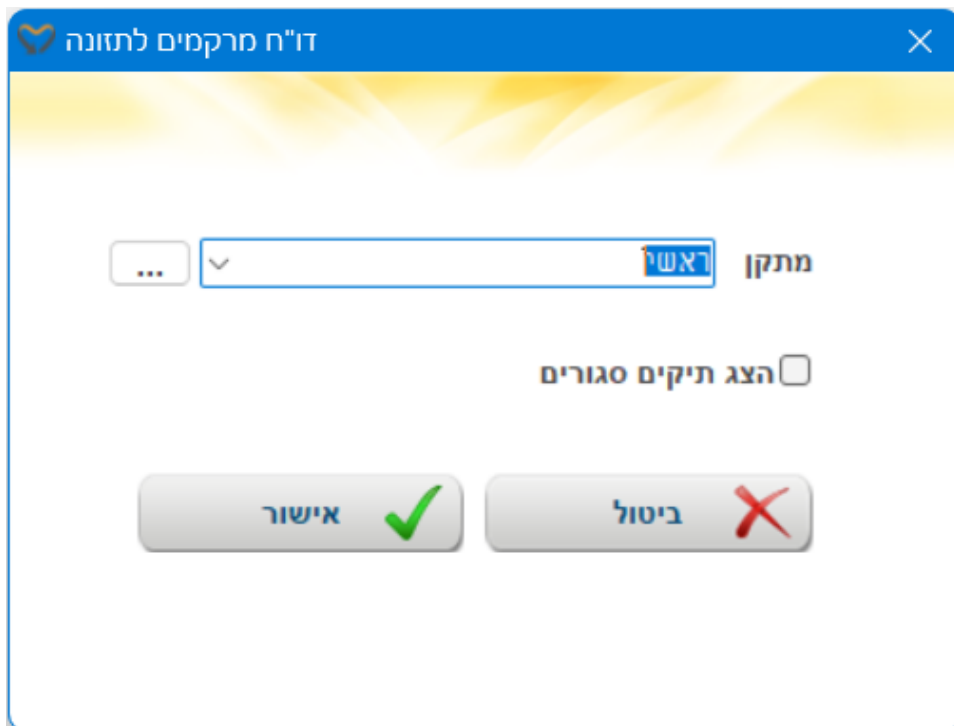 דו"ח מרקמים לתזונה
מתקן ראשי ...
הצג תיקים סגורים
ביטול אישור